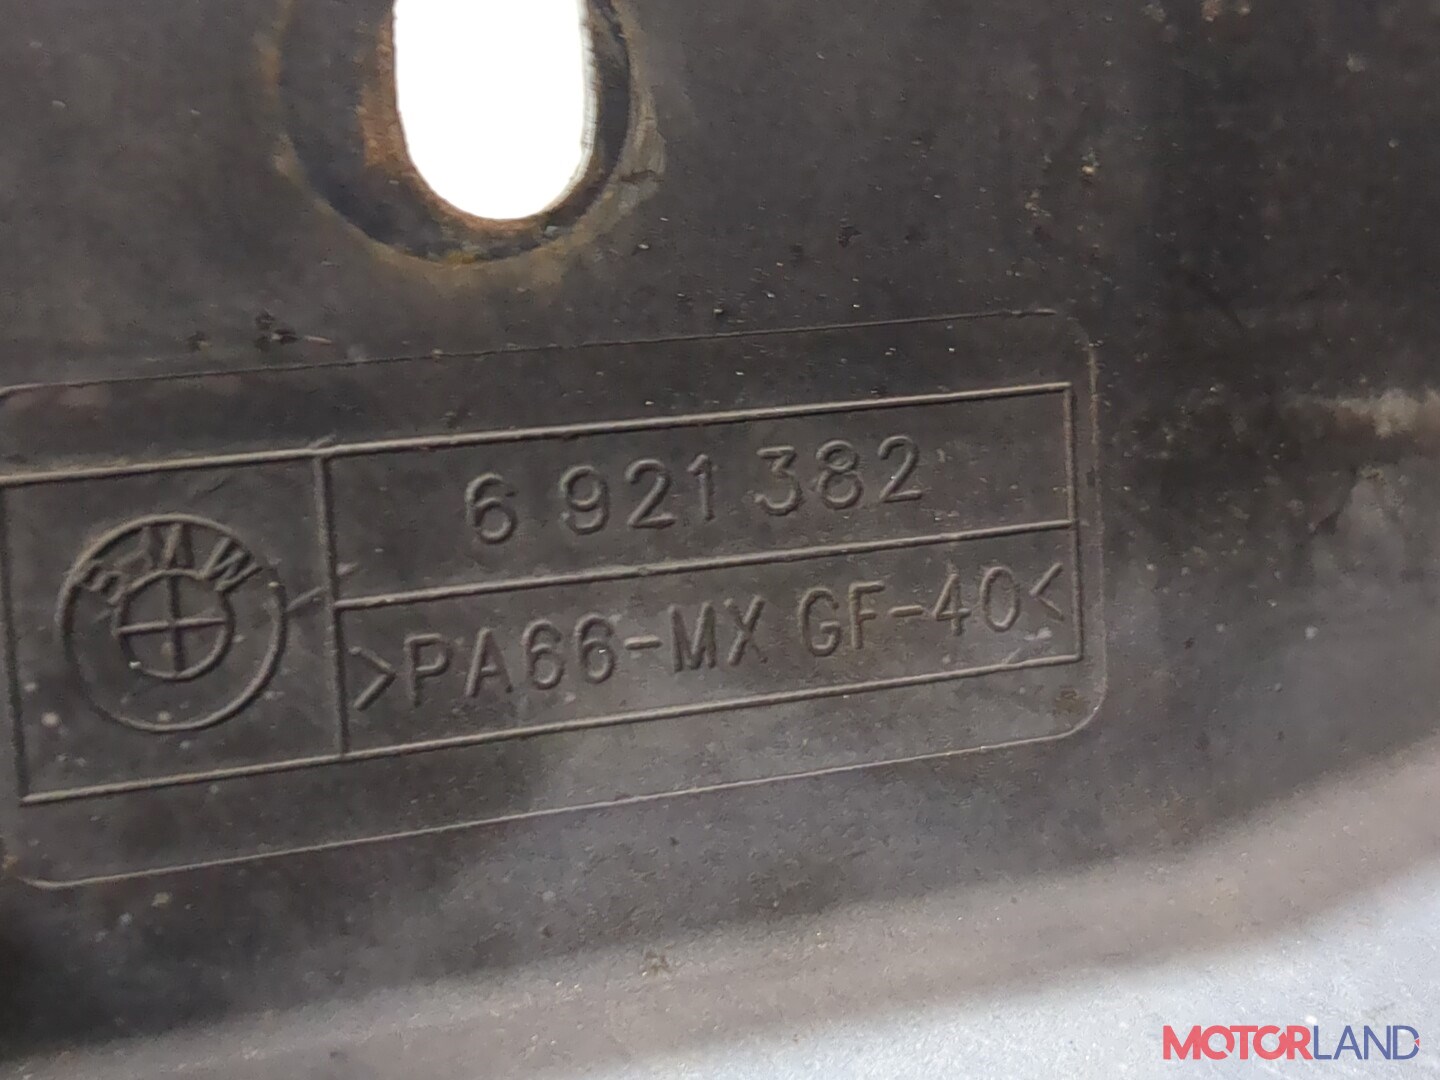 6 921 382
BMW
>PA66-MX GF-40<
MOTORLAND